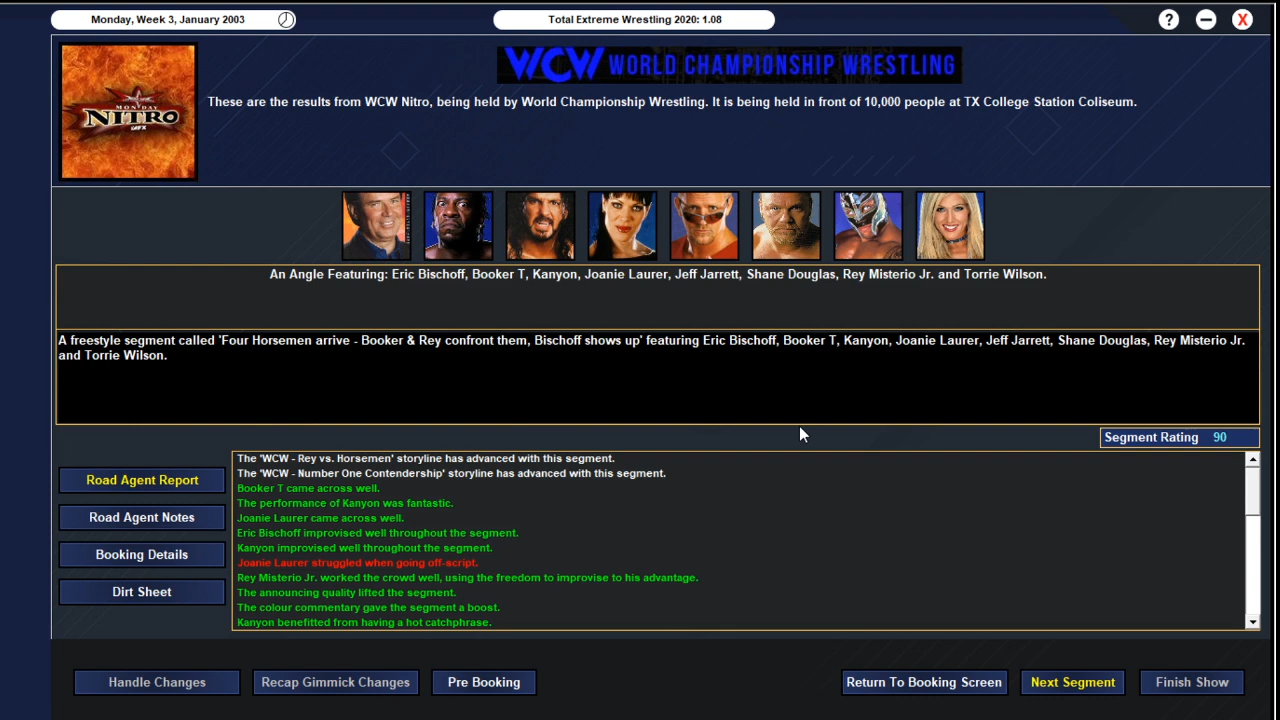 Monday, Week 3, January 2003
Total Extreme Wrestling 2020: 1.08
?
X
MONDAY
NITRO
WCW WORLD CHAMPIONSHIP WRESTLING
These are the results from WCW Nitro, being held by World Championship Wrestling. It is being held in front of 10,000 people at TX College Station Coliseum.
An Angle Featuring: Eric Bischoff, Booker T, Kanyon, Joanie Laurer, Jeff Jarrett, Shane Douglas, Rey Misterio Jr. and Torrie Wilson.
A freestyle segment called 'Four Horsemen arrive - Booker & Rey confront them, Bischoff shows up' featuring Eric Bischoff, Booker T, Kanyon, Joanie Laurer, Jeff Jarrett, Shane Douglas, Rey Misterio Jr.
and Torrie Wilson.
Segment Rating 90
The 'WCW - Rey vs. Horsemen' storyline has advanced with this segment.
The 'WCW - Number One Contendership' storyline has advanced with this segment.
Booker T came across well.
The performance of Kanyon was fantastic.
Joanie Laurer came across well.
Eric Bischoff improvised well throughout the segment.
Kanyon improvised well throughout the segment.
Joanie Laurer struggled when going off-script.
Rey Misterio Jr. worked the crowd well, using the freedom to improvise to his advantage.
The announcing quality lifted the segment.
The colour commentary gave the segment a boost.
Kanyon benefitted from having a hot catchphrase.
Road Agent Report
Road Agent Notes
Booking Details
Dirt Sheet
Handle Changes
Recap Gimmick Changes
Pre Booking
Return To Booking Screen
Next Segment
Finish Show